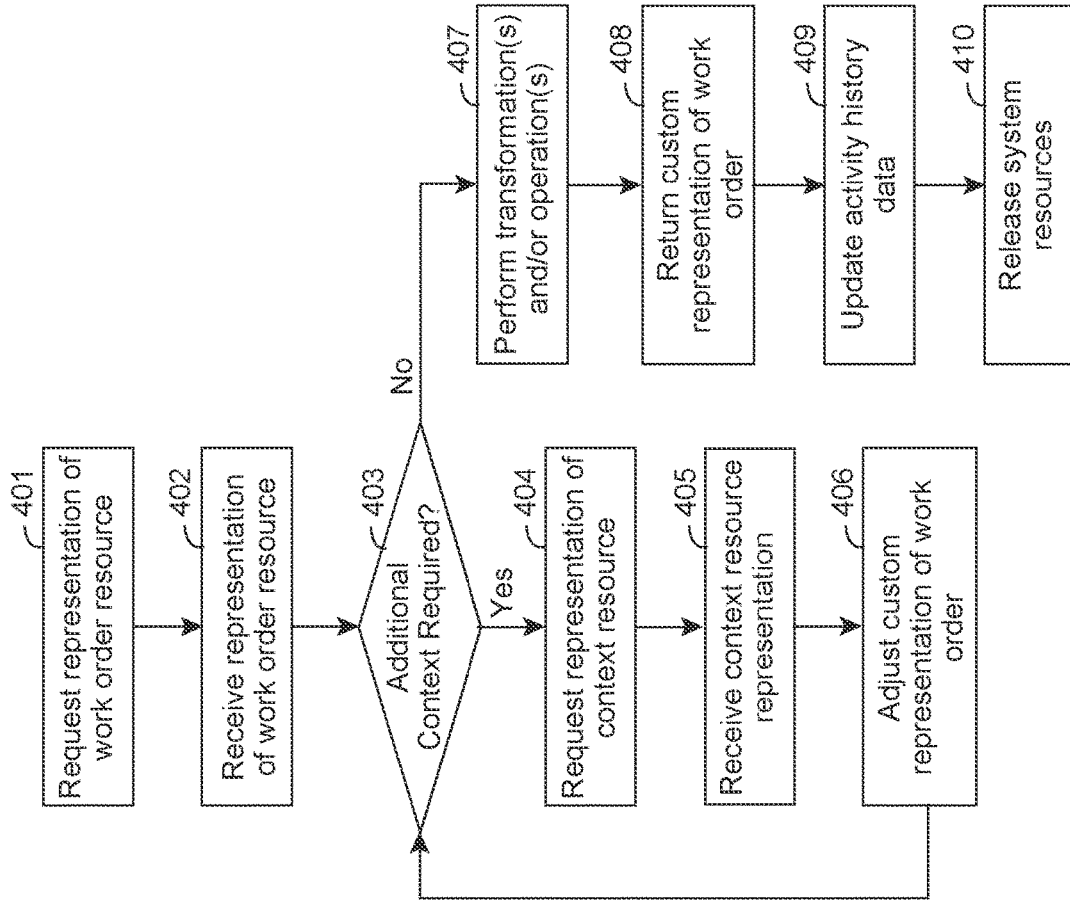 401
Request representation of
work order resource
402
Receive representation
of work order resource
403
Additional
Context Required?
Yes
No
404
Request representation of
context resource
405
Receive context resource
representation
406
Adjust custom
representation of work
order
407
Perform transformation(s)
and/or operation(s)
408
Return custom
representation of work
order
409
Update activity history
data
410
Release system
resources